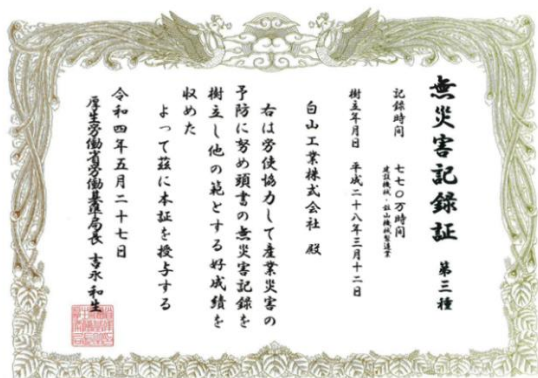 無災害記録証 第三種
記録時間 七七〇万時間
建設機械・鉱山機械製造業
樹立年月日 平成二十八年三月十二日
白山工業株式会社 殿
右は労使協力して産業災害の
予防に努め頭書の無災害記録を
樹立し他の範とする好成績を
収めた
よって茲に本証を授与する
令和四年五月二十七日
厚生労働省労働基準局長 吉永和生